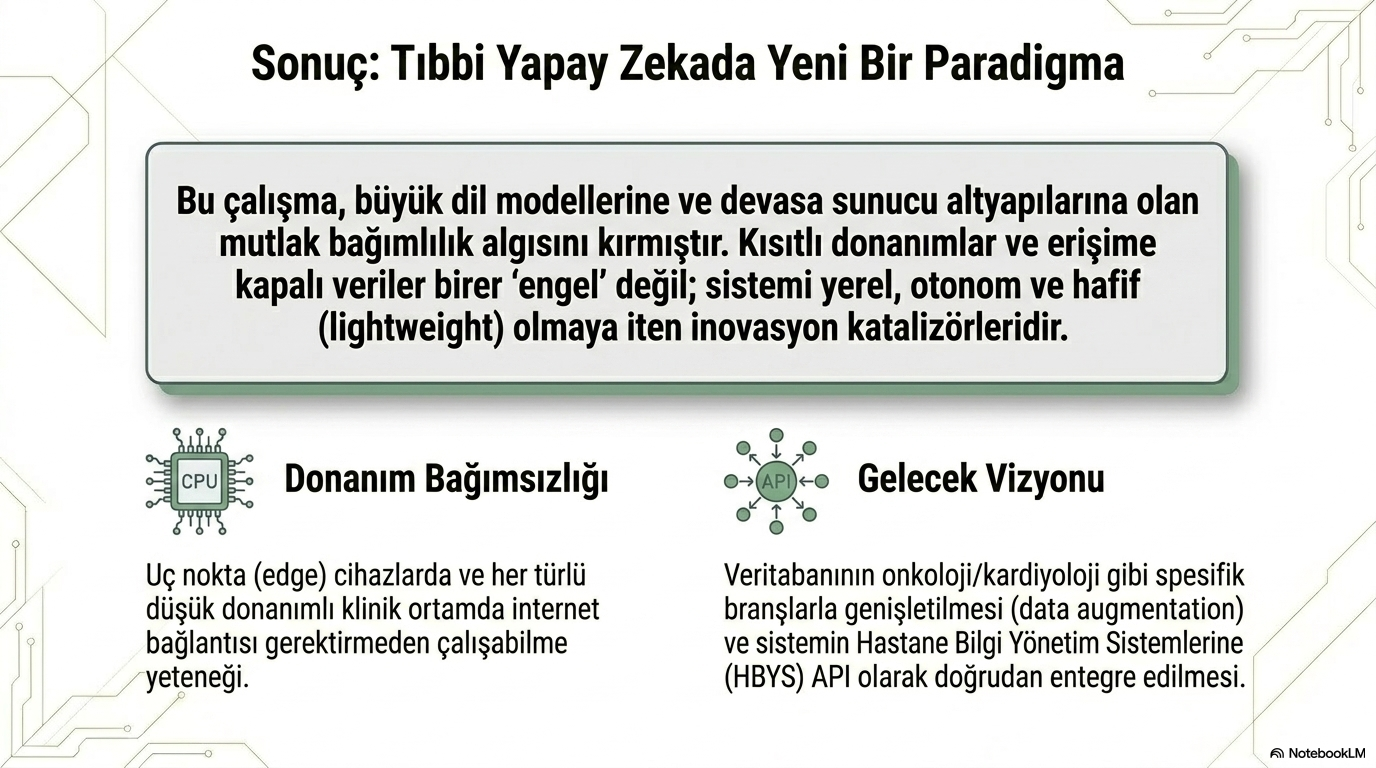 Sonuç: Tıbbi Yapay Zekada Yeni Bir Paradigma
Bu çalışma, büyük dil modellerine ve devasa sunucu altyapılarına olan
mutlak bağımlılık algısını kırmıştır. Kısıtlı donanımlar ve erişime
kapalı veriler birer ‘engel’ değil; sistemi yerel, otonom ve hafif
(lightweight) olmaya iten inovasyon katalizörleridir.
CPU
Donanım Bağımsızlığı
Uç nokta (edge) cihazlarda ve her türlü
düşük donanımlı klinik ortamda internet
bağlantısı gerektirmeden çalışabilme
yeteneği.
API
Gelecek Vizyonu
Veritabanının onkoloji/kardiyoloji gibi spesifik
branşlarla genişletilmesi (data augmentation)
ve sistemin Hastane Bilgi Yönetim Sistemlerine
(HBYS) API olarak doğrudan entegre edilmesi.
NotebookLM